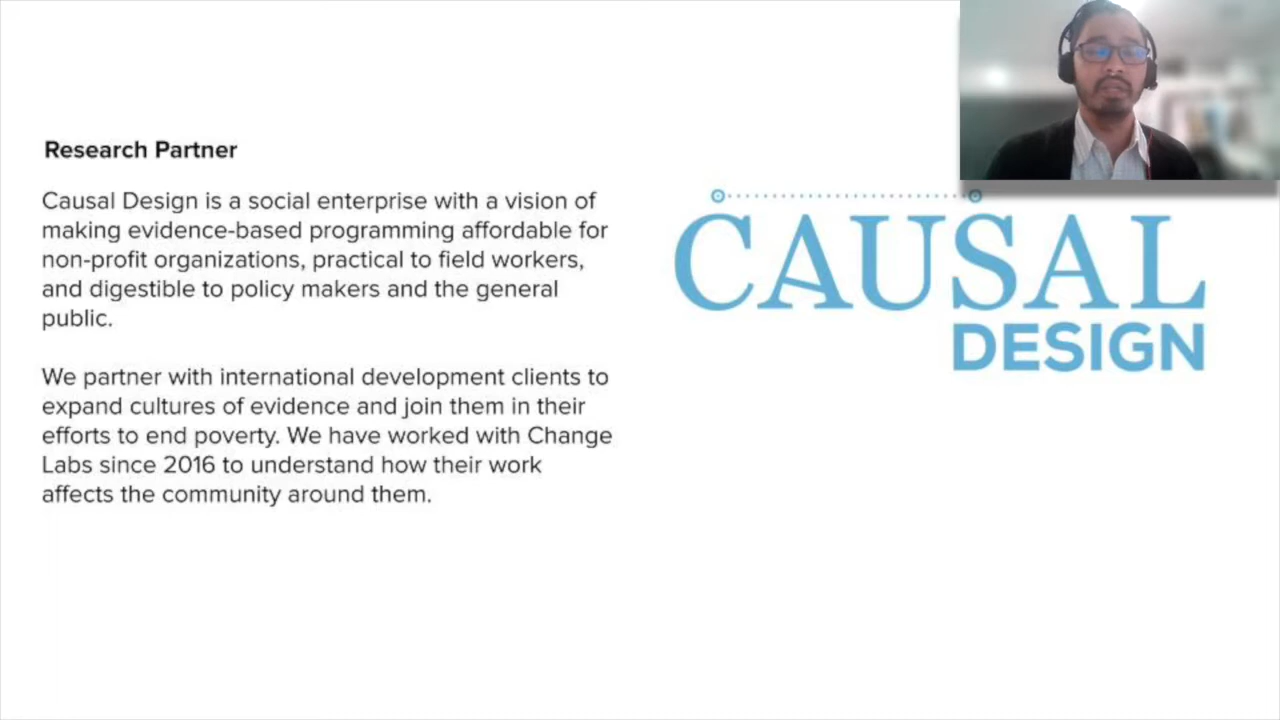 Research Partner
Causal Design is a social enterprise with a vision of
making evidence-based programming affordable for
non-profit organizations, practical to field workers,
and digestible to policy makers and the general
public.
We partner with international development clients to
expand cultures of evidence and join them in their
efforts to end poverty. We have worked with Change
Labs since 2016 to understand how their work
affects the community around them.
CAUSAL
DESIGN